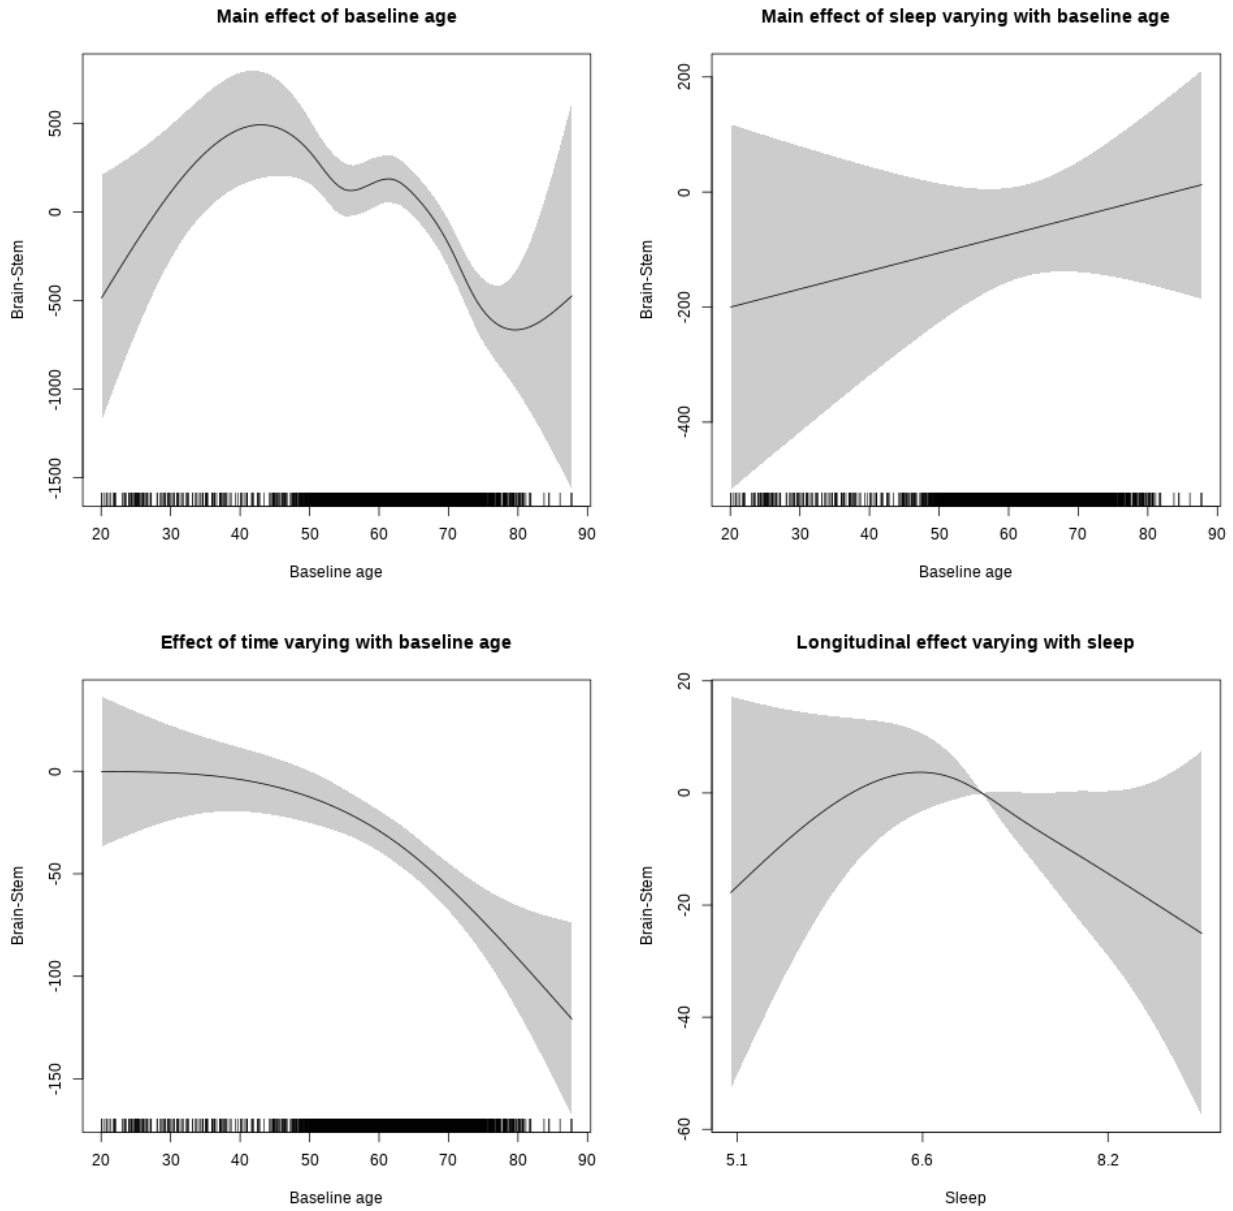 Main effect of baseline age
500
0
-500
-1000
-1500
Brain-Stem
20 30 40 50 60 70 80 90
Baseline age
Main effect of sleep varying with baseline age
200
0
-200
-400
Brain-Stem
20 30 40 50 60 70 80 90
Baseline age
Effect of time varying with baseline age
0
-50
-100
-150
Brain-Stem
20 30 40 50 60 70 80 90
Baseline age
Longitudinal effect varying with sleep
20
0
-20
-40
-60
Brain-Stem
5.1 6.6 8.2
Sleep